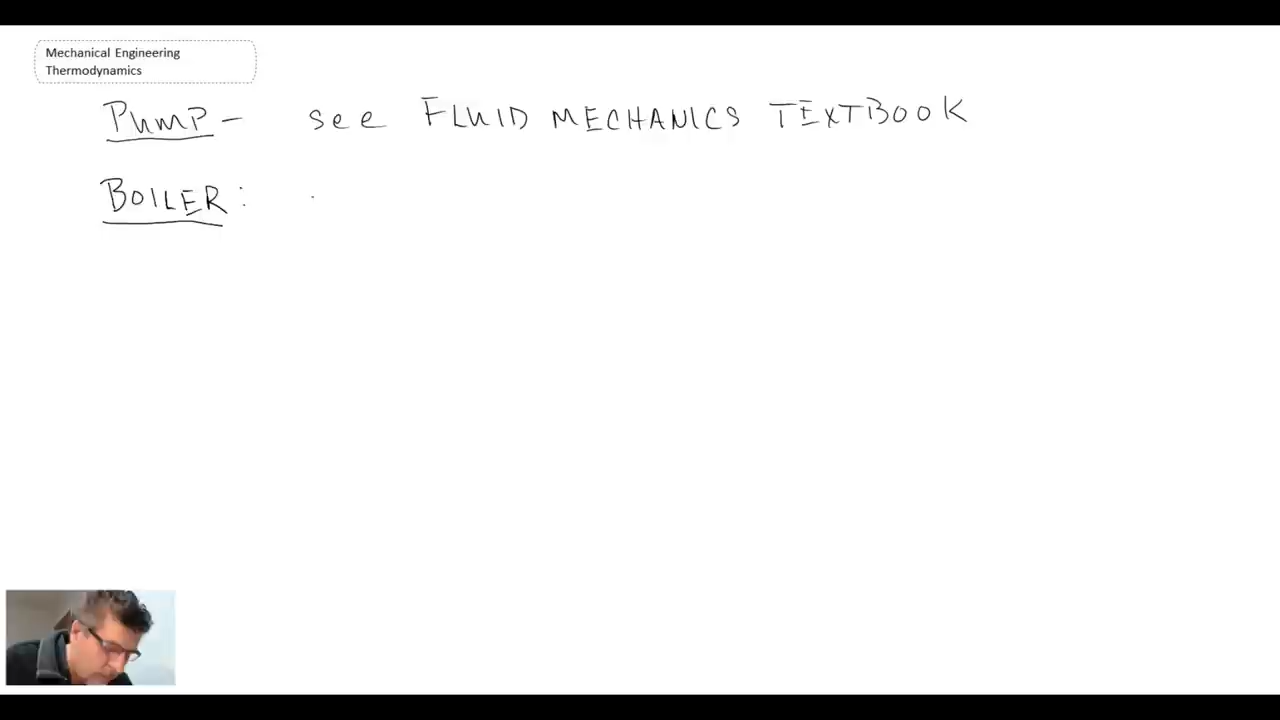 Mechanical Engineering
Thermodynamics
Pump - see FLUID MECHANICS TEXTBOOK
BOILER: